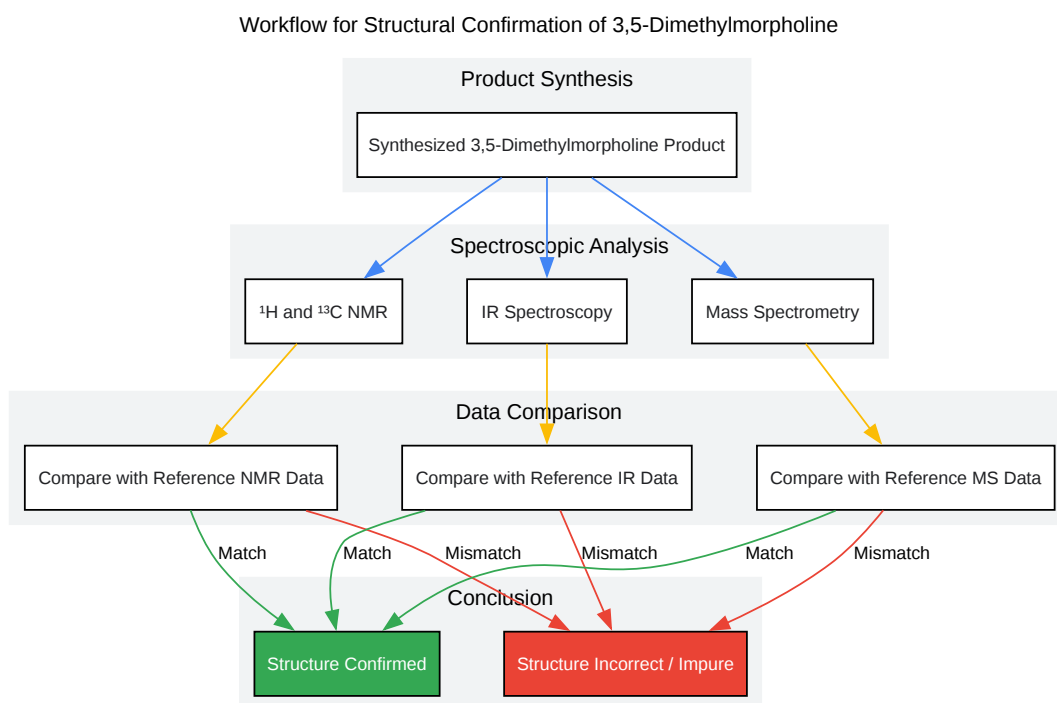 Workflow for Structural Confirmation of 3,5-Dimethylmorpholine
Product Synthesis
Synthesized 3,5-Dimethylmorpholine Product
Spectroscopic Analysis
¹H and ¹³C NMR
IR Spectroscopy
Mass Spectrometry
Data Comparison
Compare with Reference NMR Data
Compare with Reference IR Data
Compare with Reference MS Data
Match
Match
Mismatch
Mismatch
Match
Mismatch
Conclusion
Structure Confirmed
Structure Incorrect / Impure